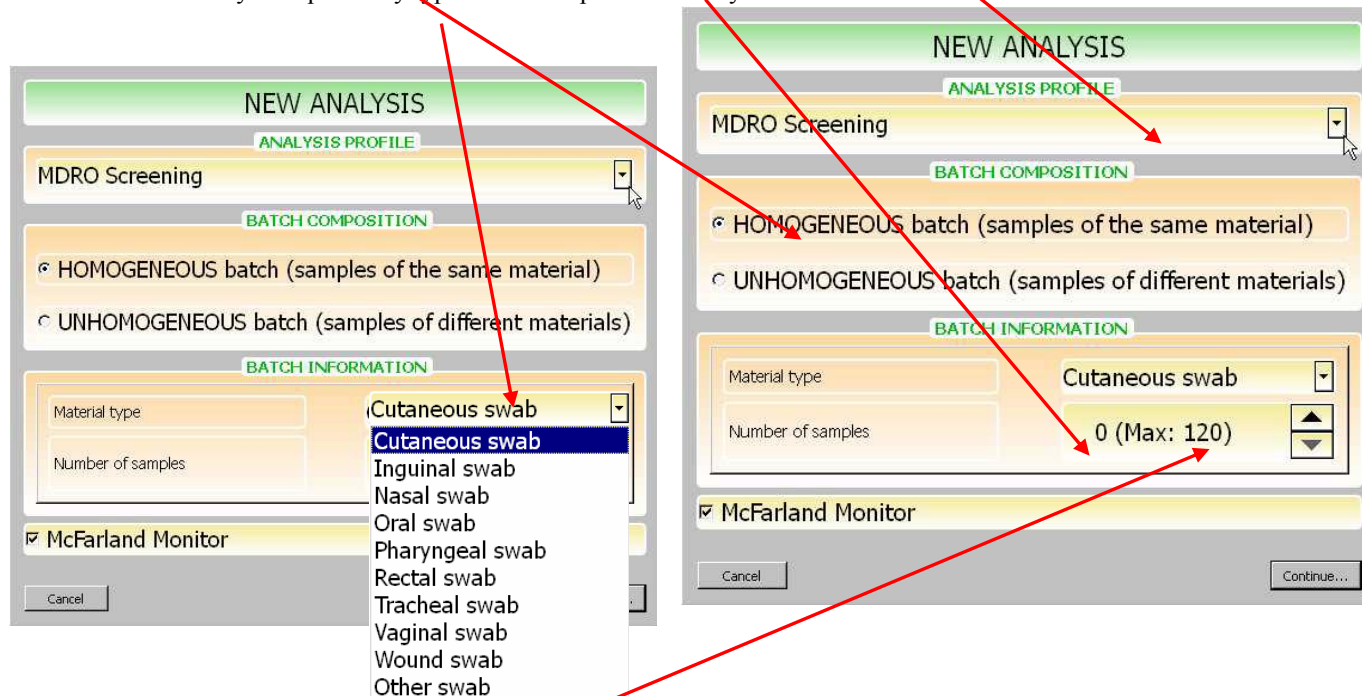 NEW ANALYSIS
ANALYSIS PROFILE
MDRO Screening
BATCH COMPOSITION
HOMOGENEOUS batch (samples of the same material)
UNHOMOGENEOUS batch (samples of different materials)
BATCH INFORMATION
Material type
Cutaneous swab
Number of samples
Cutaneous swab
Inguinal swab
Nasal swab
Oral swab
Pharyngeal swab
Rectal swab
Tracheal swab
Vaginal swab
Wound swab
Other swab
McFarland Monitor
Cancel
NEW ANALYSIS
ANALYSIS PROFILE
MDRO Screening
BATCH COMPOSITION
HOMOGENEOUS batch (samples of the same material)
UNHOMOGENEOUS batch (samples of different materials)
BATCH INFORMATION
Material type
Cutaneous swab
Number of samples
0 (Max: 120)
McFarland Monitor
Cancel
Continue...